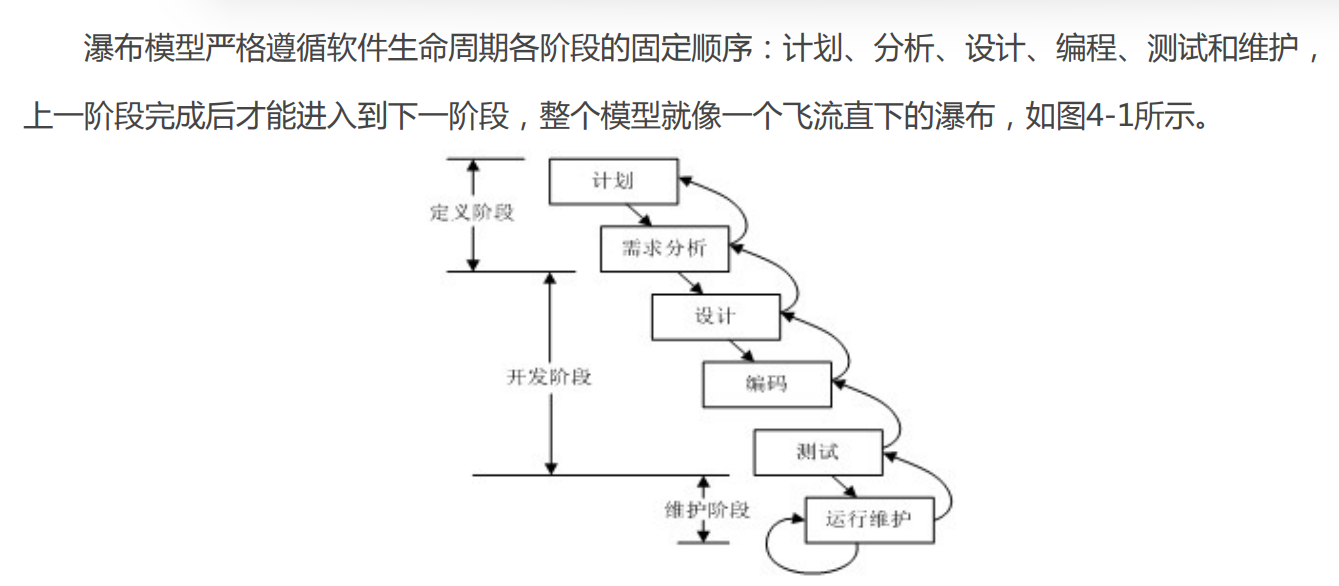 瀑布模型严格遵循软件生命周期各阶段的固定顺序：计划、分析、设计、编程、测试和维护，
上一阶段完成后才能进入到下一阶段，整个模型就像一个飞流直下的瀑布，如图4-1所示。
计划
定义阶段
需求分析
设计
开发阶段
编码
测试
维护阶段
运行维护